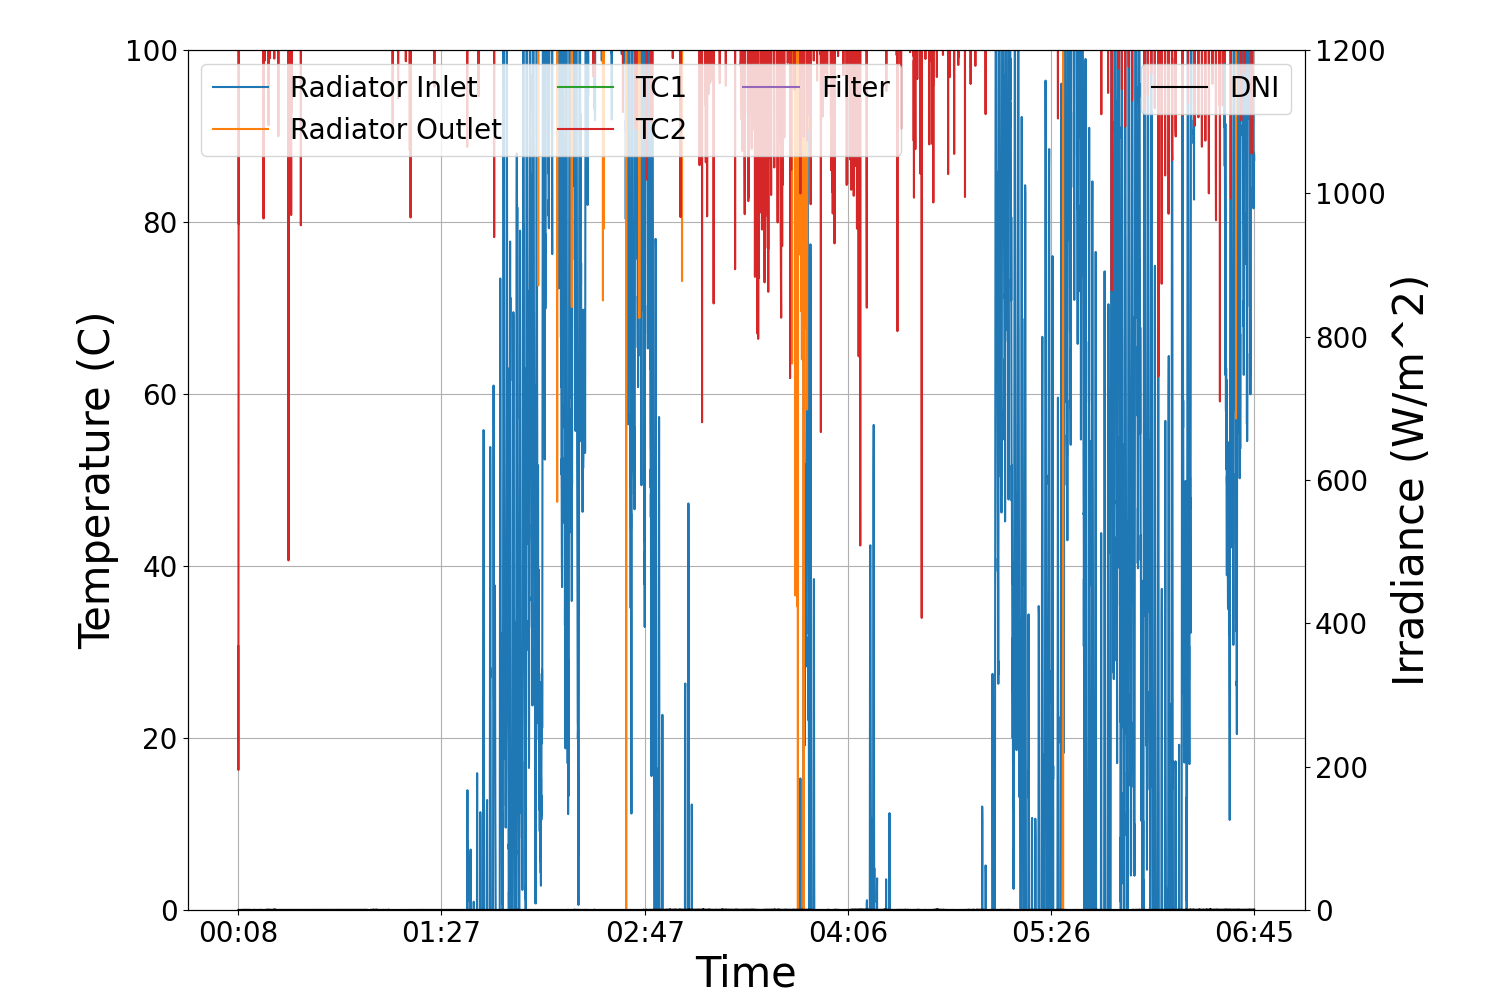 Radiator Inlet
Radiator Outlet
TC1
TC2
Filter
DNI
Temperature (C)
100
80
60
40
20
0
Irradiance (W/m^2)
1200
1000
800
600
400
200
0
00:08 01:27 02:47 04:06 05:26 06:45
Time